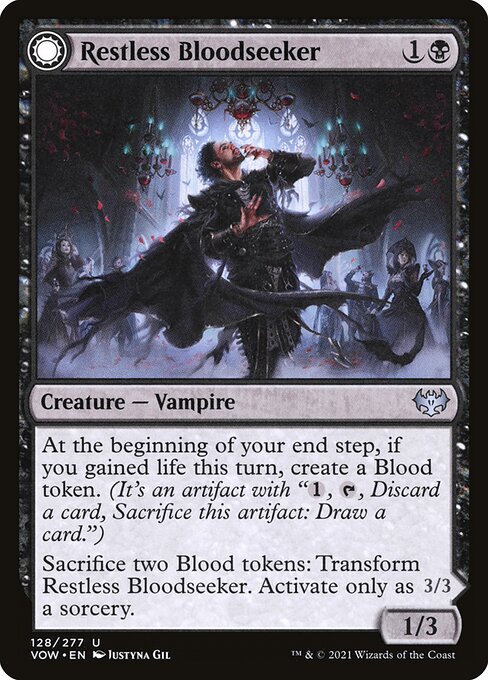 Restless Bloodseeker 1
Creature — Vampire
At the beginning of your end step, if
you gained life this turn, create a Blood
token. (It's an artifact with “1, , Discard
a card, Sacrifice this artifact: Draw a
card.”)
Sacrifice two Blood tokens: Transform
Restless Bloodseeker. Activate only as
a sorcery.
3/3
1/3
128/277 U
VOW • EN Justyna Gil
™ & © 2021 Wizards of the Coast